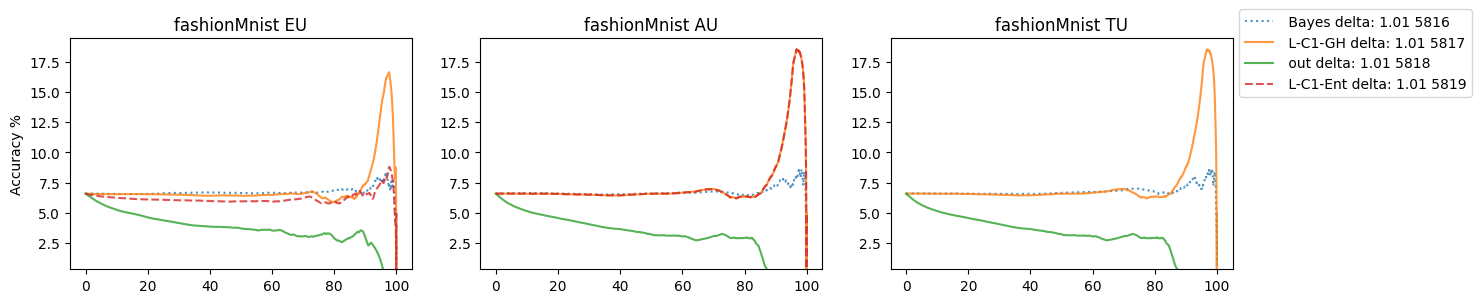 fashionMnist EU
fashionMnist AU
fashionMnist TU
Bayes delta: 1.01 5816
L-C1-GH delta: 1.01 5817
out delta: 1.01 5818
L-C1-Ent delta: 1.01 5819
Accuracy %
17.5
15.0
12.5
10.0
7.5
5.0
2.5
0 20 40 60 80 100
17.5
15.0
12.5
10.0
7.5
5.0
2.5
0 20 40 60 80 100
17.5
15.0
12.5
10.0
7.5
5.0
2.5
0 20 40 60 80 100